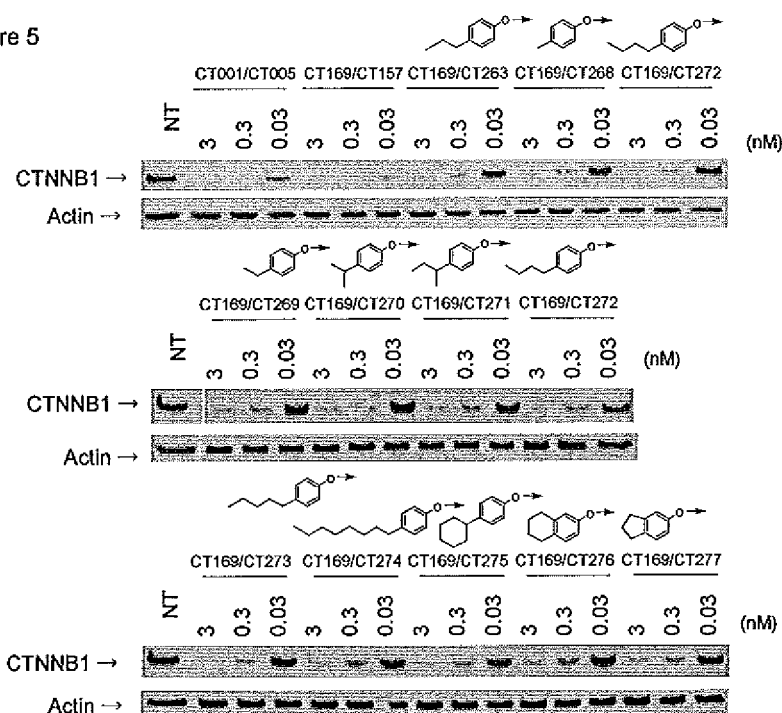 re 5
CT001/CT005 CT169/CT157 CT169/CT263 CT169/CT268 CT169/CT272
NT 3 0.3 0.03 3 0.3 0.03 3 0.3 0.03 3 0.3 0.03 3 0.3 0.03 (nM)
CTNNB1 →
Actin →
CT169/CT269 CT169/CT270 CT169/CT271 CT169/CT272
NT 3 0.3 0.03 3 0.3 0.03 3 0.3 0.03 3 0.3 0.03 (nM)
CTNNB1 →
Actin →
CT169/CT273 CT169/CT274 CT169/CT275 CT169/CT276 CT169/CT277
NT 3 0.3 0.03 3 0.3 0.03 3 0.3 0.03 3 0.3 0.03 3 0.3 0.03 (nM)
CTNNB1 →
Actin →